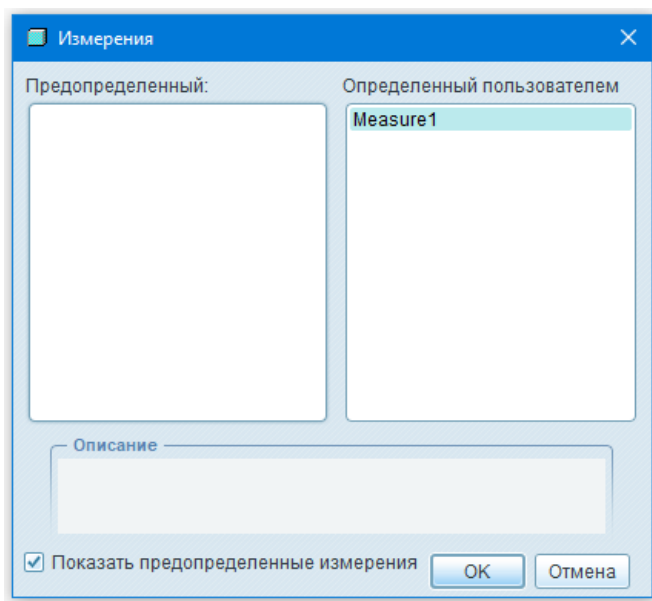 Измерения
Предопределенный:
Определенный пользователем
Measure1
Описание
Показать предопределенные измерения
OK
Отмена